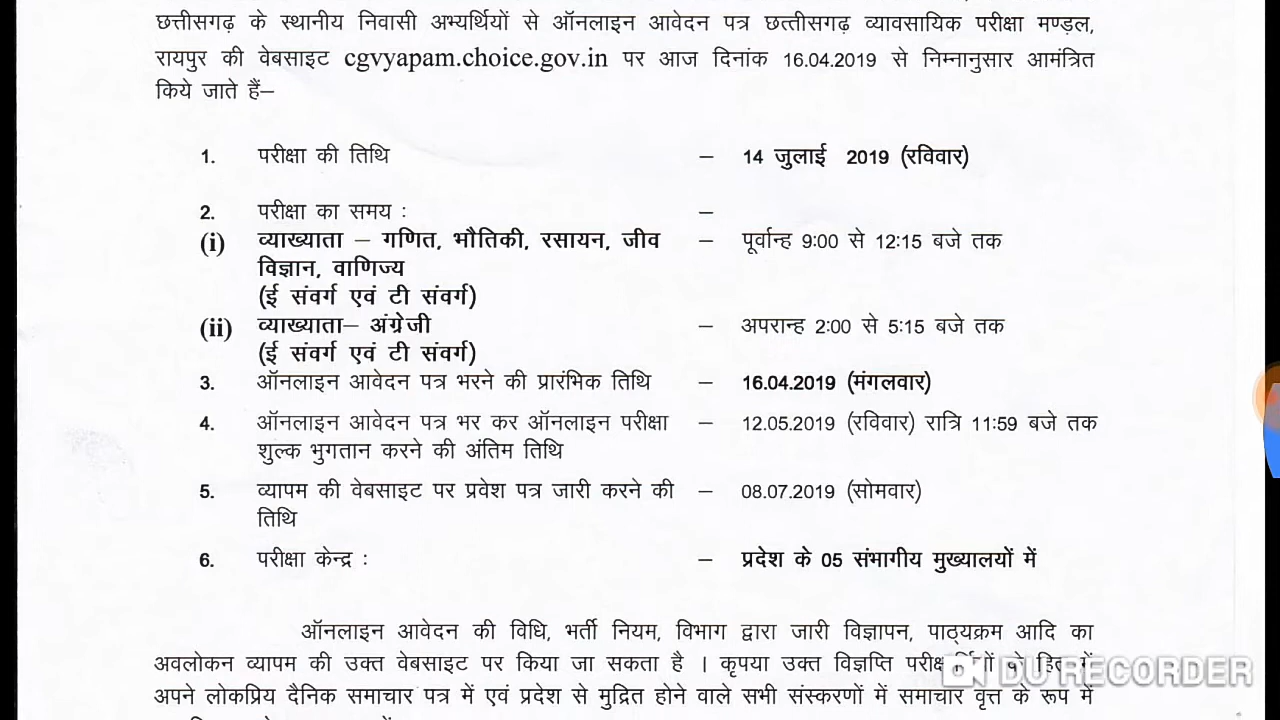 छत्तीसगढ़ के स्थानीय निवासी अभ्यर्थियों से ऑनलाइन आवेदन पत्र छत्तीसगढ़ व्यावसायिक परीक्षा मण्डल,
रायपुर की वेबसाइट cgvyapam.choice.gov.in पर आज दिनांक 16.04.2019 से निम्नानुसार आमंत्रित
किये जाते हैं–
1. परीक्षा की तिथि – 14 जुलाई 2019 (रविवार)
2. परीक्षा का समय : –
(i) व्याख्याता – गणित, भौतिकी, रसायन, जीव – पूर्वान्ह 9:00 से 12:15 बजे तक
विज्ञान, वाणिज्य
(ई संवर्ग एवं टी संवर्ग)
(ii) व्याख्याता– अंग्रेजी – अपरान्ह 2:00 से 5:15 बजे तक
(ई संवर्ग एवं टी संवर्ग)
3. ऑनलाइन आवेदन पत्र भरने की प्रारंभिक तिथि – 16.04.2019 (मंगलवार)
4. ऑनलाइन आवेदन पत्र भर कर ऑनलाइन परीक्षा – 12.05.2019 (रविवार) रात्रि 11:59 बजे तक
शुल्क भुगतान करने की अंतिम तिथि
5. व्यापम की वेबसाइट पर प्रवेश पत्र जारी करने की – 08.07.2019 (सोमवार)
तिथि
6. परीक्षा केन्द्र : – प्रदेश के 05 संभागीय मुख्यालयों में
ऑनलाइन आवेदन की विधि, भर्ती नियम, विभाग द्वारा जारी विज्ञापन, पाठ्यक्रम आदि का
अवलोकन व्यापम की उक्त वेबसाइट पर किया जा सकता है । कृपया उक्त विज्ञप्ति
अपने लोकप्रिय दैनिक समाचार पत्र में एवं प्रदेश से मुद्रित होने वाले सभी संस्करणों में समाचार वृत्त के रूप में
DU RECORDER